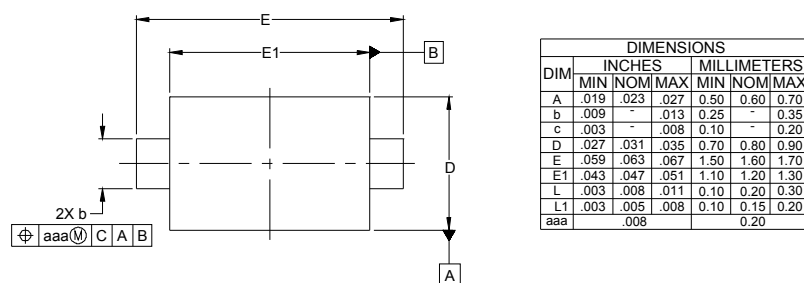 E
E1
B
D
2X b
⌖ aaaⓂ C A B
A
DIMENSIONS
DIM INCHES MILLIMETERS
MIN NOM MAX MIN NOM MAX
A .019 .023 .027 0.50 0.60 0.70
b .009 - .013 0.25 - 0.35
c .003 - .008 0.10 - 0.20
D .027 .031 .035 0.70 0.80 0.90
E .059 .063 .067 1.50 1.60 1.70
E1 .043 .047 .051 1.10 1.20 1.30
L .003 .008 .011 0.10 0.20 0.30
L1 .003 .005 .008 0.10 0.15 0.20
aaa .008 0.20